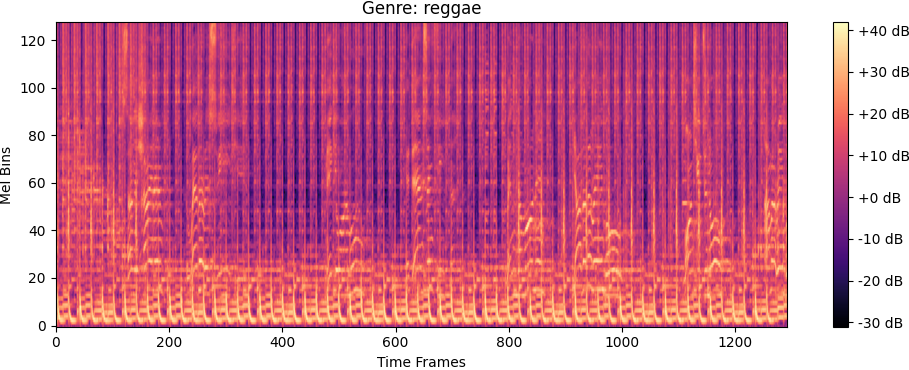 Genre: reggae
120
100
80
60
40
20
0
Mel Bins
0 200 400 600 800 1000 1200
Time Frames
+40 dB
+30 dB
+20 dB
+10 dB
+0 dB
-10 dB
-20 dB
-30 dB